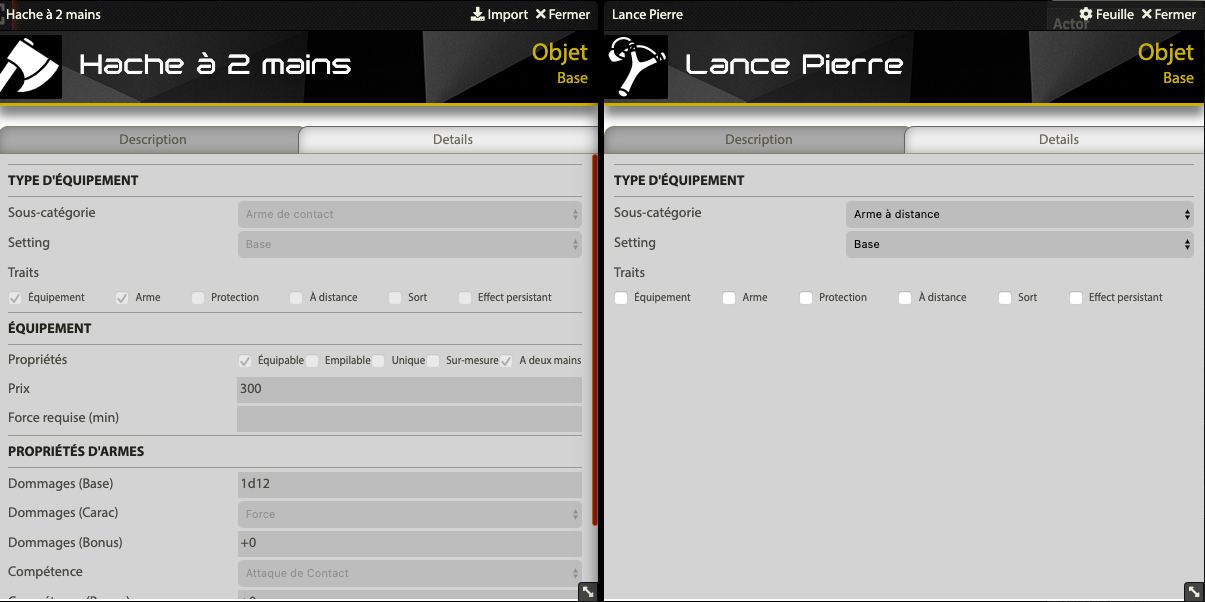 Hache à 2 mains
Import
Fermer
Hache à 2 mains
Objet
Base
Description
Details
TYPE D'ÉQUIPEMENT
Sous-catégorie
Arme de contact
Setting
Base
Traits
Équipement
Arme
Protection
À distance
Sort
Effect persistant
ÉQUIPEMENT
Propriétés
Équipable
Empilable
Unique
Sur-mesure
A deux mains
Prix
300
Force requise (min)
PROPRIÉTÉS D'ARMES
Dommages (Base)
1d12
Dommages (Carac)
Force
Dommages (Bonus)
+0
Compétence
Attaque de Contact
Lance Pierre
Actor
Feuille
Fermer
Lance Pierre
Objet
Base
Description
Details
TYPE D'ÉQUIPEMENT
Sous-catégorie
Arme à distance
Setting
Base
Traits
Équipement
Arme
Protection
À distance
Sort
Effect persistant